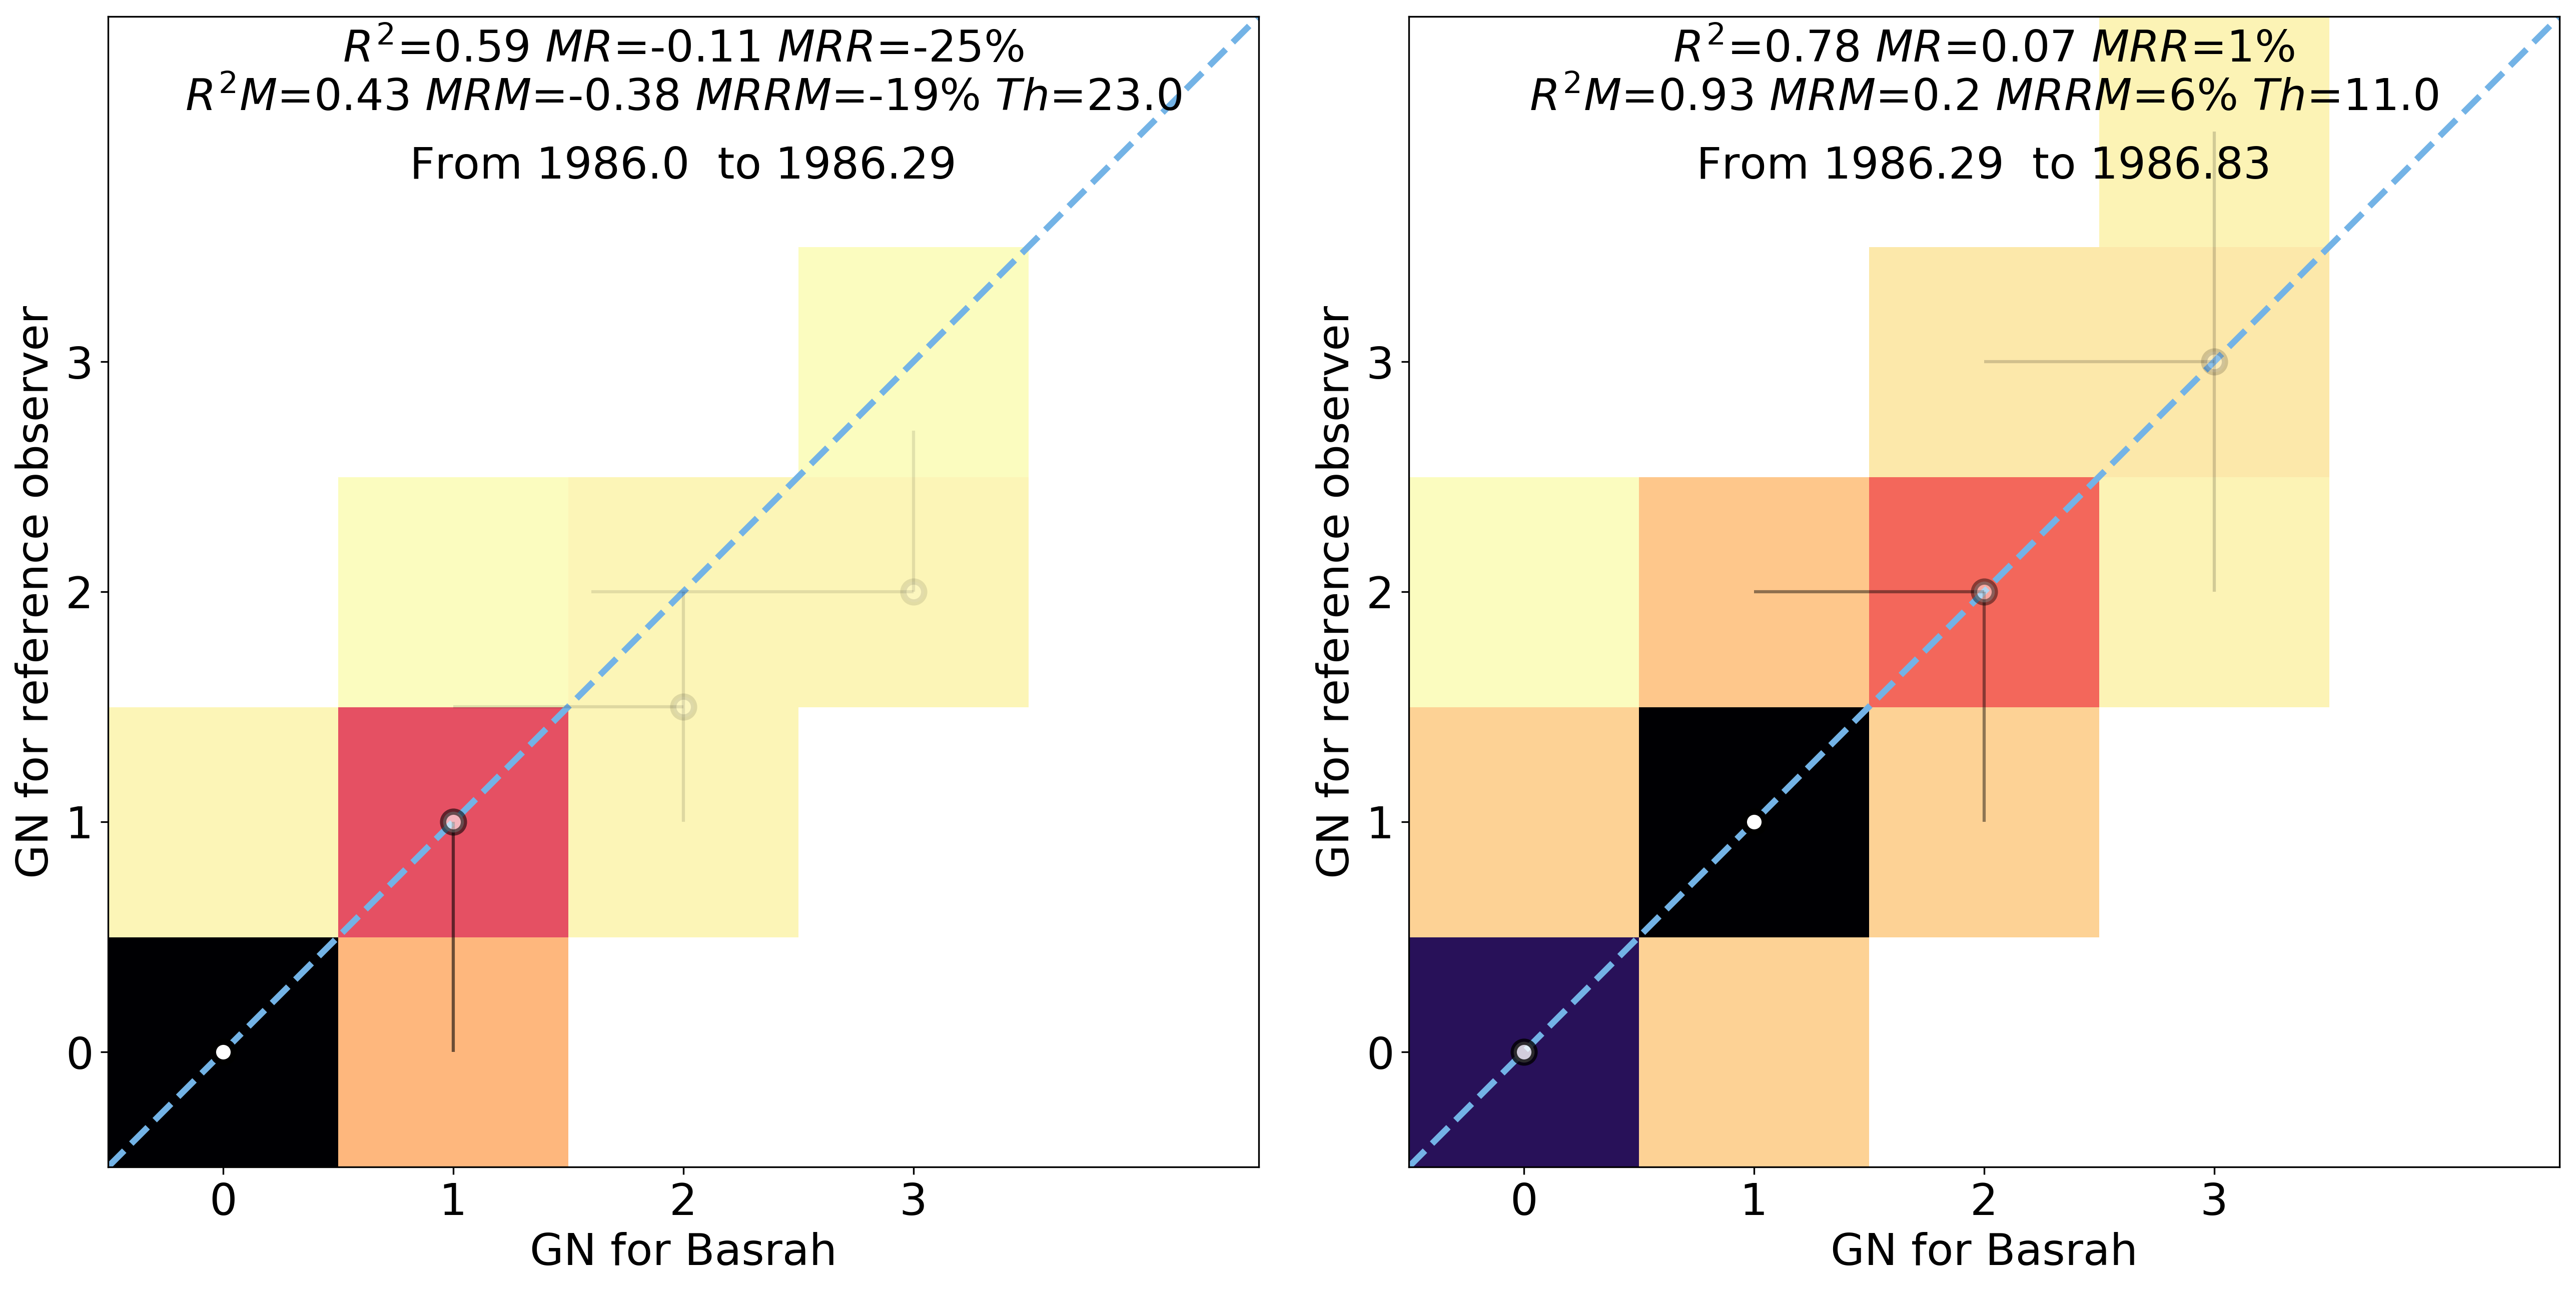 R²=0.59 MR=-0.11 MRR=-25%
R²M=0.43 MRM=-0.38 MRRM=-19% Th=23.0
From 1986.0 to 1986.29
GN for reference observer
3
2
1
0
0 1 2 3
GN for Basrah
R²=0.78 MR=0.07 MRR=1%
R²M=0.93 MRM=0.2 MRRM=6% Th=11.0
From 1986.29 to 1986.83
GN for reference observer
3
2
1
0
0 1 2 3
GN for Basrah